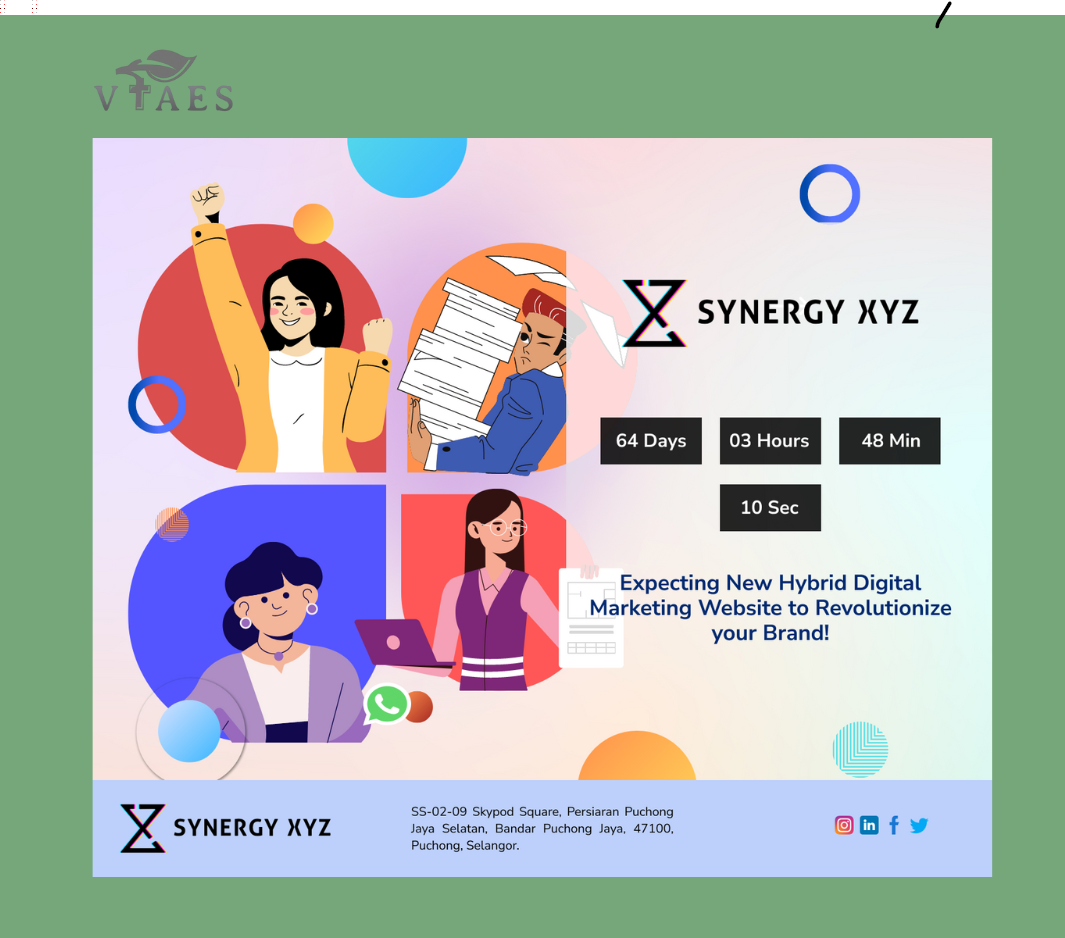 VTAES
SYNERGY XYZ
64 Days
03 Hours
48 Min
10 Sec
Expecting New Hybrid Digital
Marketing Website to Revolutionize
your Brand!
SYNERGY XYZ
SS-02-09 Skypod Square, Persiaran Puchong
Jaya Selatan, Bandar Puchong Jaya, 47100,
Puchong, Selangor.